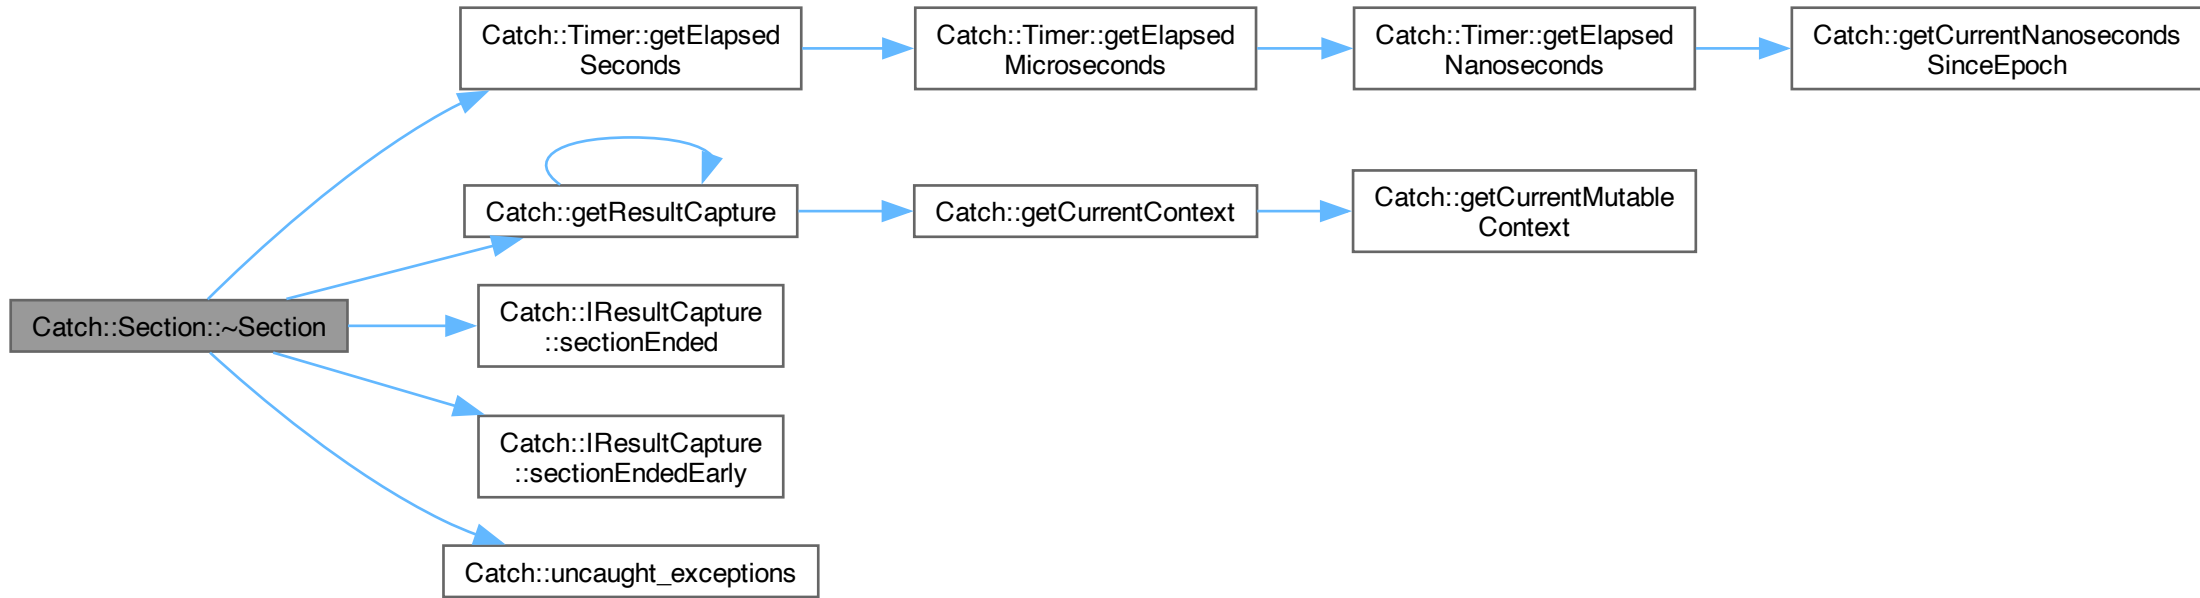 Catch::Timer::getElapsed
Seconds
Catch::Timer::getElapsed
Microseconds
Catch::Timer::getElapsed
Nanoseconds
Catch::getCurrentNanoseconds
SinceEpoch
Catch::getResultCapture
Catch::getCurrentContext
Catch::getCurrentMutable
Context
Catch::Section::~Section
Catch::IResultCapture
::sectionEnded
Catch::IResultCapture
::sectionEndedEarly
Catch::uncaught_exceptions